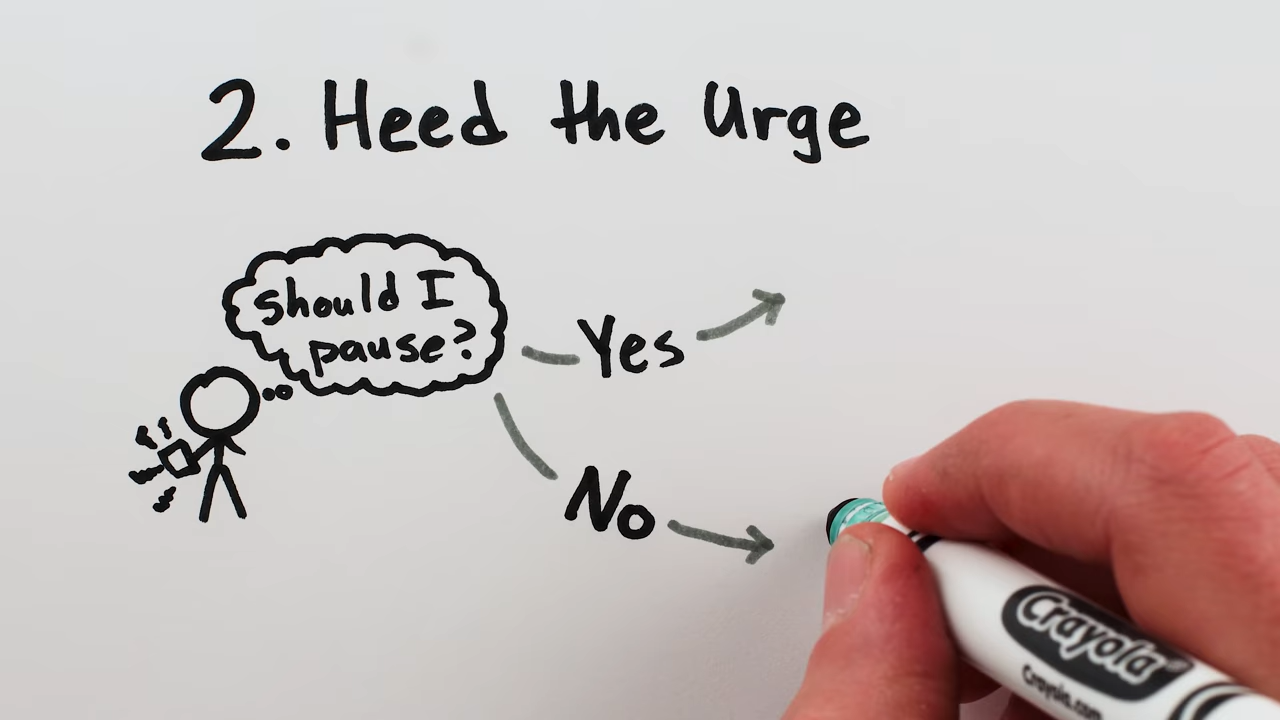 2. Heed the Urge
should I
pause?
Yes
No
Crayola®
Crayola.com